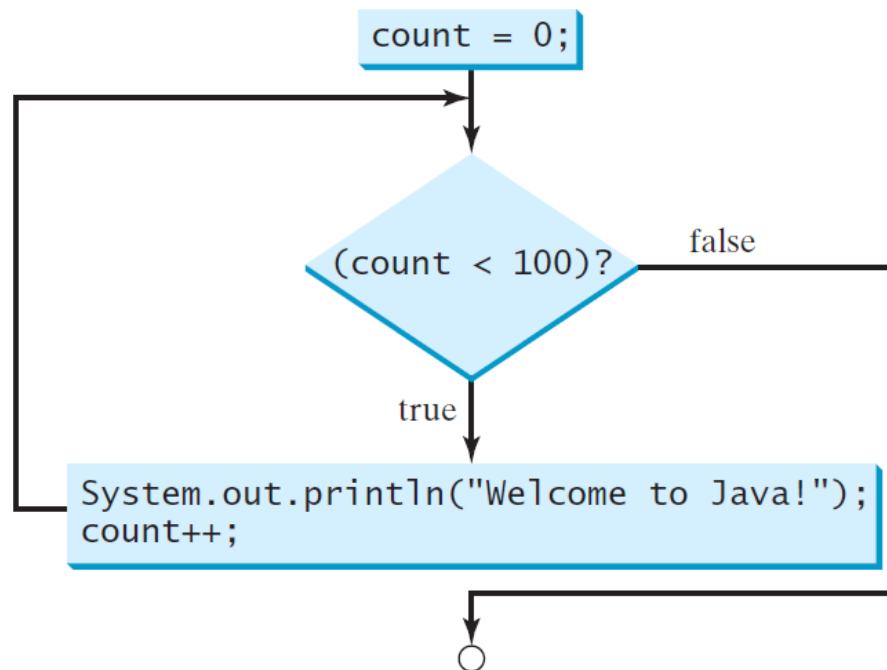 count = 0;
(count < 100)?
false
true
System.out.println("Welcome to Java!");
count++;